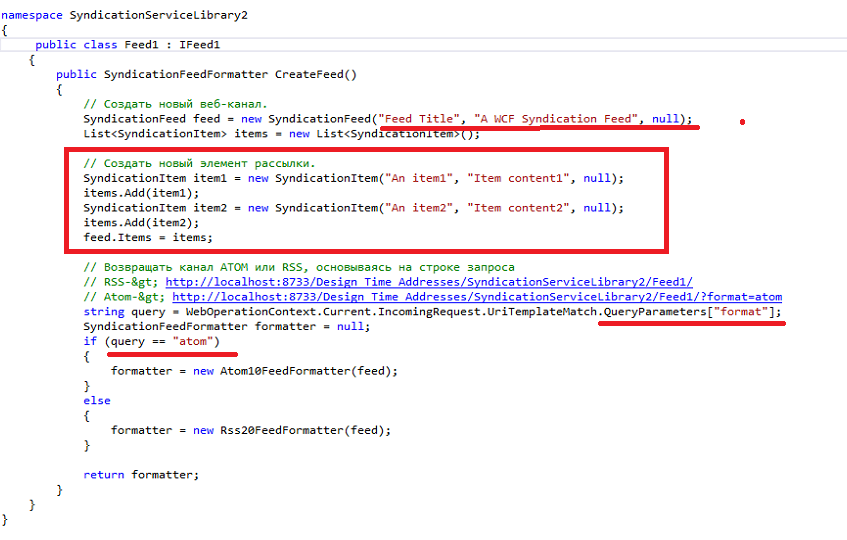 namespace SyndicationServiceLibrary2
{
public class Feed1 : IFeed1
{
public SyndicationFeedFormatter CreateFeed()
{
// Создать новый веб-канал.
SyndicationFeed feed = new SyndicationFeed("Feed Title", "A WCF Syndication Feed", null);
List<SyndicationItem> items = new List<SyndicationItem>();
// Создать новый элемент рассылки.
SyndicationItem item1 = new SyndicationItem("An item1", "Item content1", null);
items.Add(item1);
SyndicationItem item2 = new SyndicationItem("An item2", "Item content2", null);
items.Add(item2);
feed.Items = items;
// Возвращать канал ATOM или RSS, основываясь на строке запроса
// RSS-&gt; http://localhost:8733/Design_Time_Addresses/SyndicationServiceLibrary2/Feed1/
// Atom-&gt; http://localhost:8733/Design_Time_Addresses/SyndicationServiceLibrary2/Feed1/?format=atom
string query = WebOperationContext.Current.IncomingRequest.UriTemplateMatch.QueryParameters["format"];
SyndicationFeedFormatter formatter = null;
if (query == "atom")
{
formatter = new Atom10FeedFormatter(feed);
}
else
{
formatter = new Rss20FeedFormatter(feed);
}
return formatter;
}
}
}